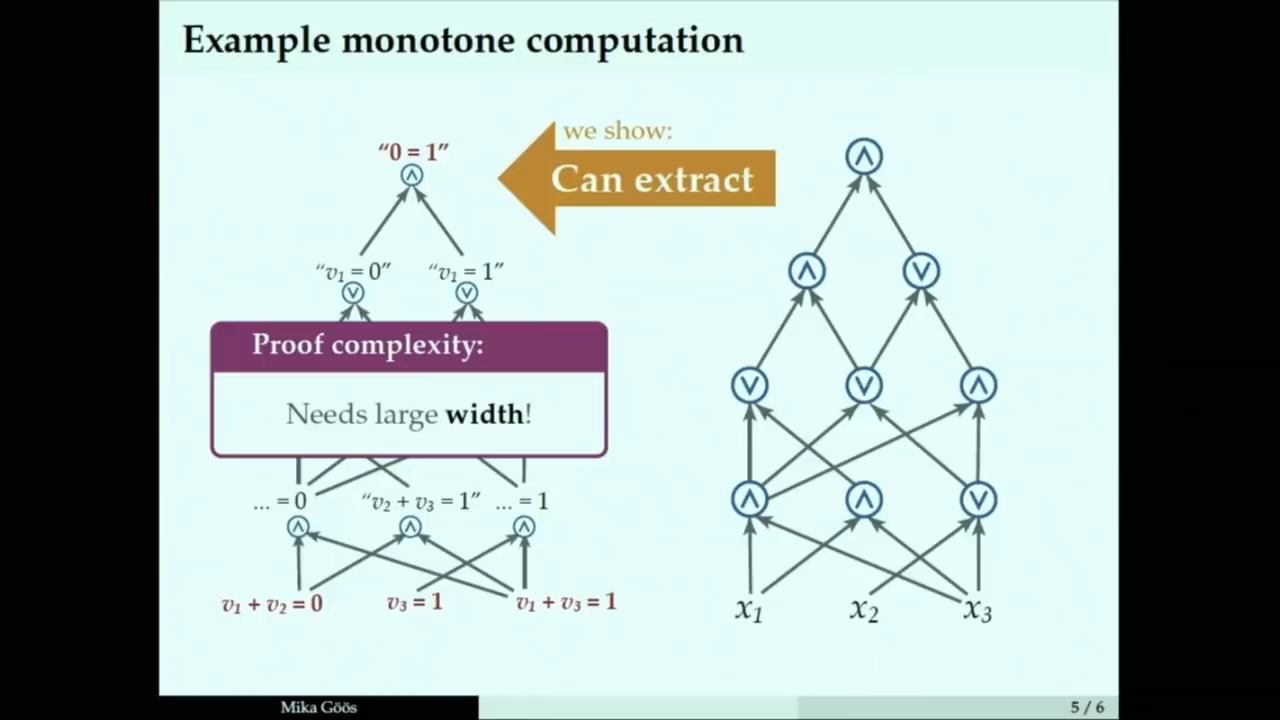 Example monotone computation
we show:
Can extract
“0 = 1”
∧
∧
“v₁ = 0” “v₁ = 1”
∨ ∨
∧ ∨
Proof complexity:
Needs large width!
∨ ∨ ∧
... = 0 “v₂ + v₃ = 1” ... = 1
∧ ∧ ∧
∧ ∧ ∨
v₁ + v₂ = 0 v₃ = 1 v₁ + v₃ = 1
x₁ x₂ x₃
Mika Göös
5 / 6